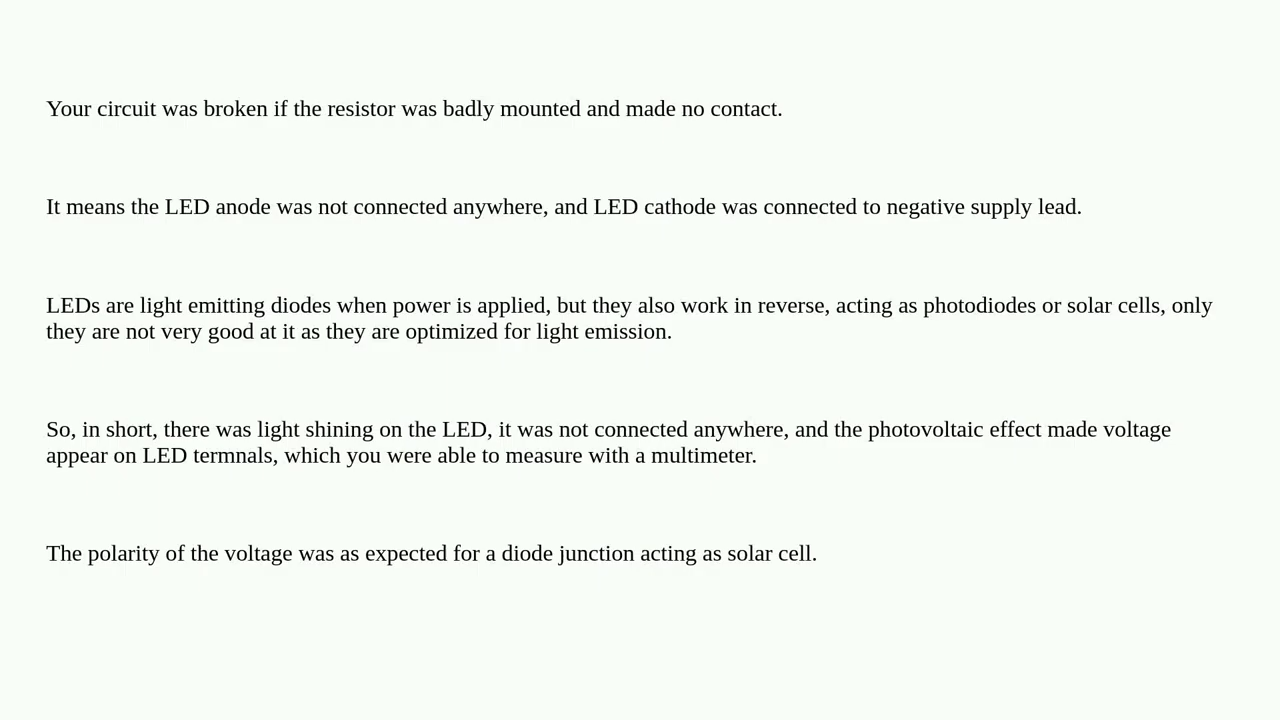 Your circuit was broken if the resistor was badly mounted and made no contact.
It means the LED anode was not connected anywhere, and LED cathode was connected to negative supply lead.
LEDs are light emitting diodes when power is applied, but they also work in reverse, acting as photodiodes or solar cells, only
they are not very good at it as they are optimized for light emission.
So, in short, there was light shining on the LED, it was not connected anywhere, and the photovoltaic effect made voltage
appear on LED termnals, which you were able to measure with a multimeter.
The polarity of the voltage was as expected for a diode junction acting as solar cell.